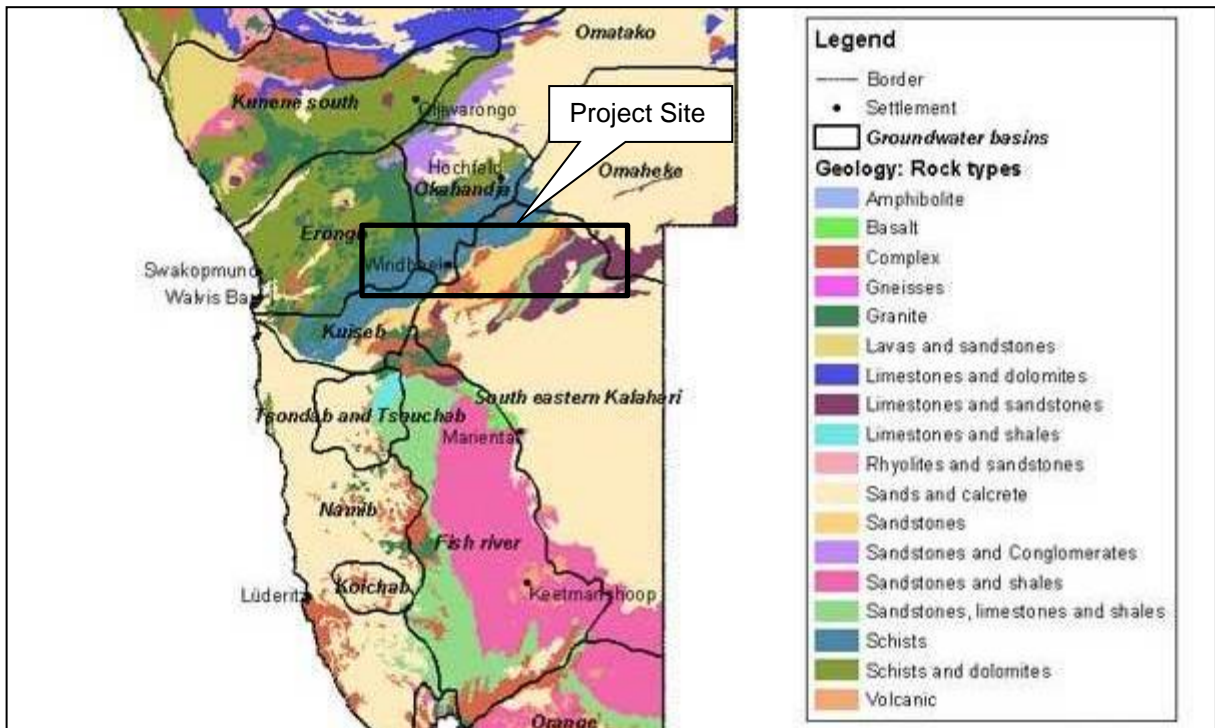 Omatako
Kunene south
Otjiwarongo
Project Site
Hochfeld
Okahandja
Omaheke
Erongo
Swakopmund
Walvis Bay
Kuiseb
South eastern Kalahari
Tsondab and Tsauchab
Mariental
Namib
Fish river
Lüderitz
Koichab
Keetmanshoop
Orange
Legend
Border
Settlement
Groundwater basins
Geology: Rock types
Amphibolite
Basalt
Complex
Gneisses
Granite
Lavas and sandstones
Limestones and dolomites
Limestones and sandstones
Limestones and shales
Rhyolites and sandstones
Sands and calcrete
Sandstones
Sandstones and Conglomerates
Sandstones and shales
Sandstones, limestones and shales
Schists
Schists and dolomites
Volcanic